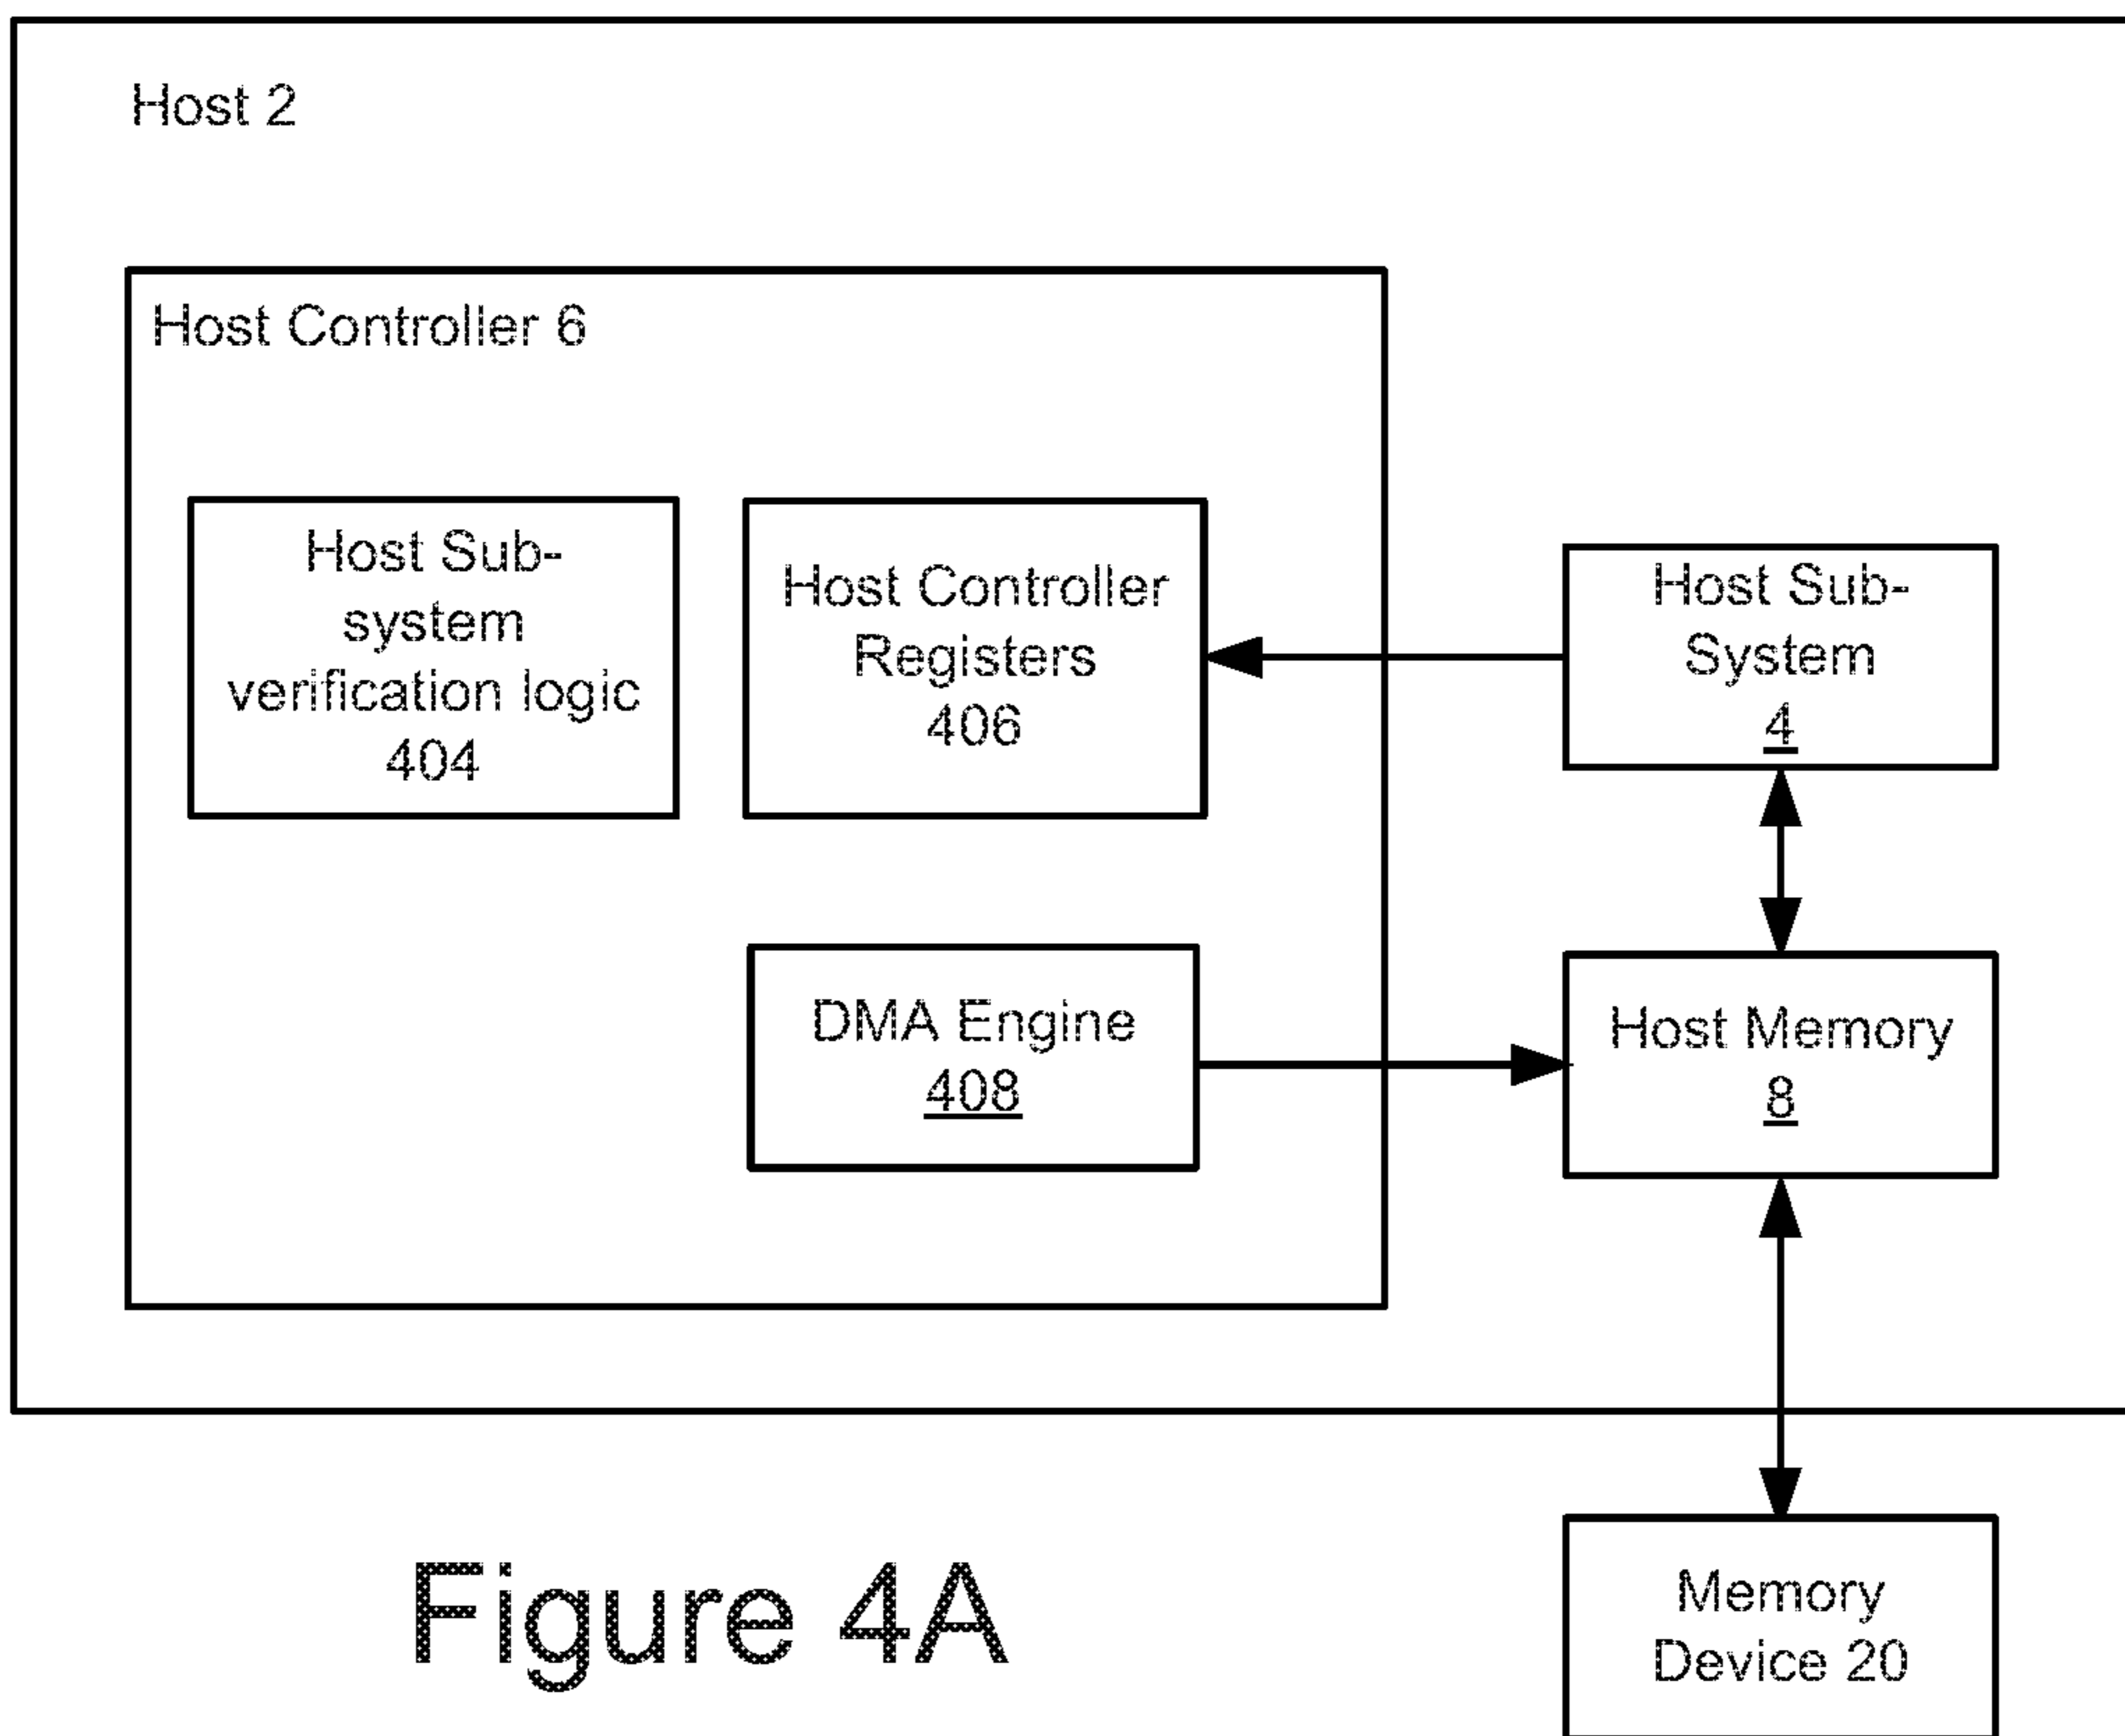 Host 2
Host Controller 6
Host Sub-
system
verification logic
404
Host Controller
Registers
406
Host Sub-
System
4
DMA Engine
408
Host Memory
8
Memory
Device 20
Figure 4A